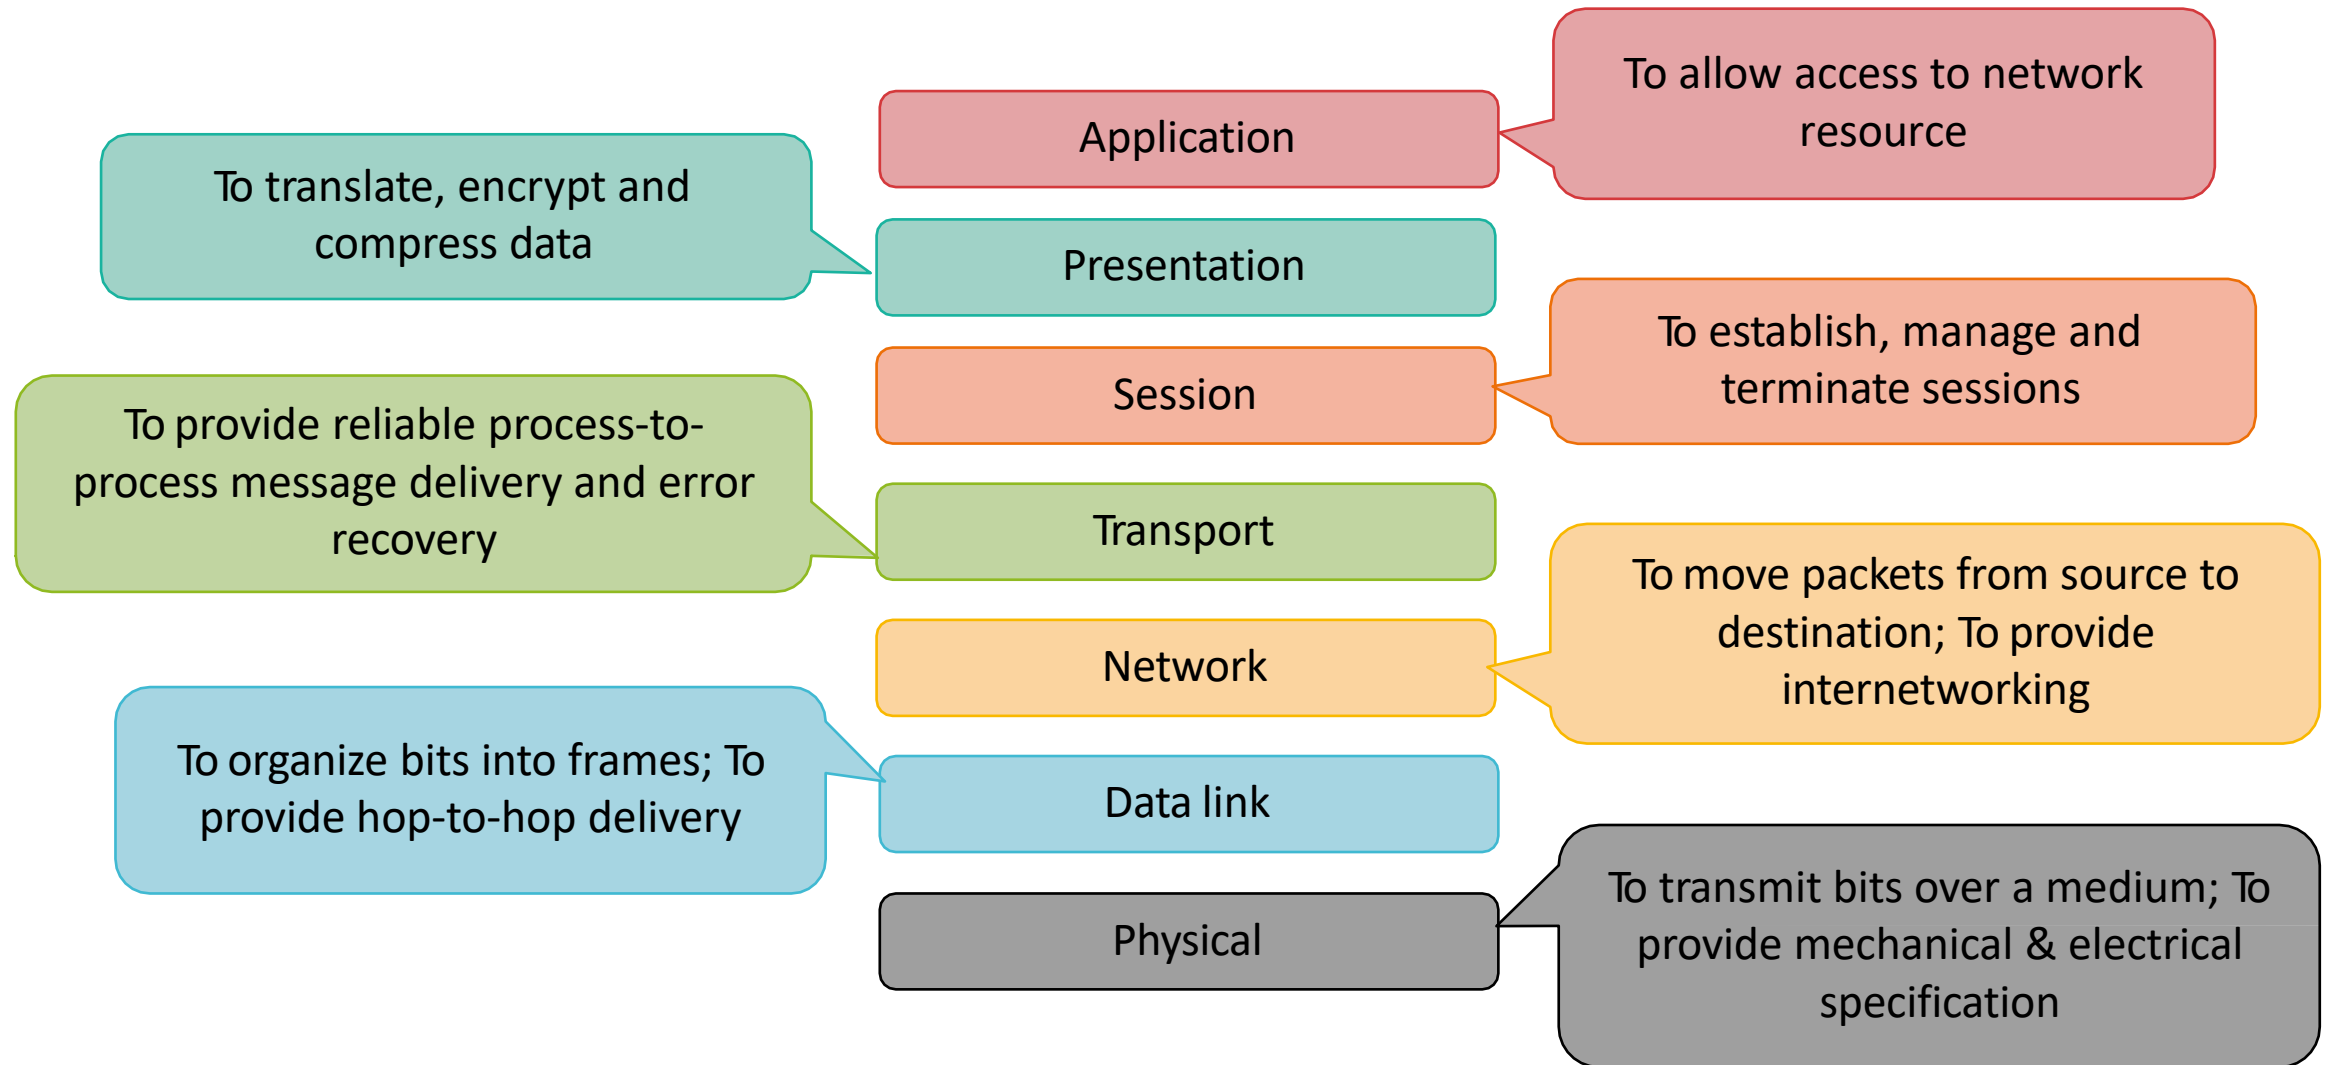 To allow access to network
resource
Application
To translate, encrypt and
compress data
Presentation
To establish, manage and
terminate sessions
Session
To provide reliable process-to-
process message delivery and error
recovery
Transport
To move packets from source to
destination; To provide
internetworking
Network
To organize bits into frames; To
provide hop-to-hop delivery
Data link
To transmit bits over a medium; To
provide mechanical & electrical
specification
Physical